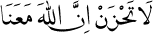 لَا تَحْزَنْ اِنَّ اللّٰهَ مَعَنَا